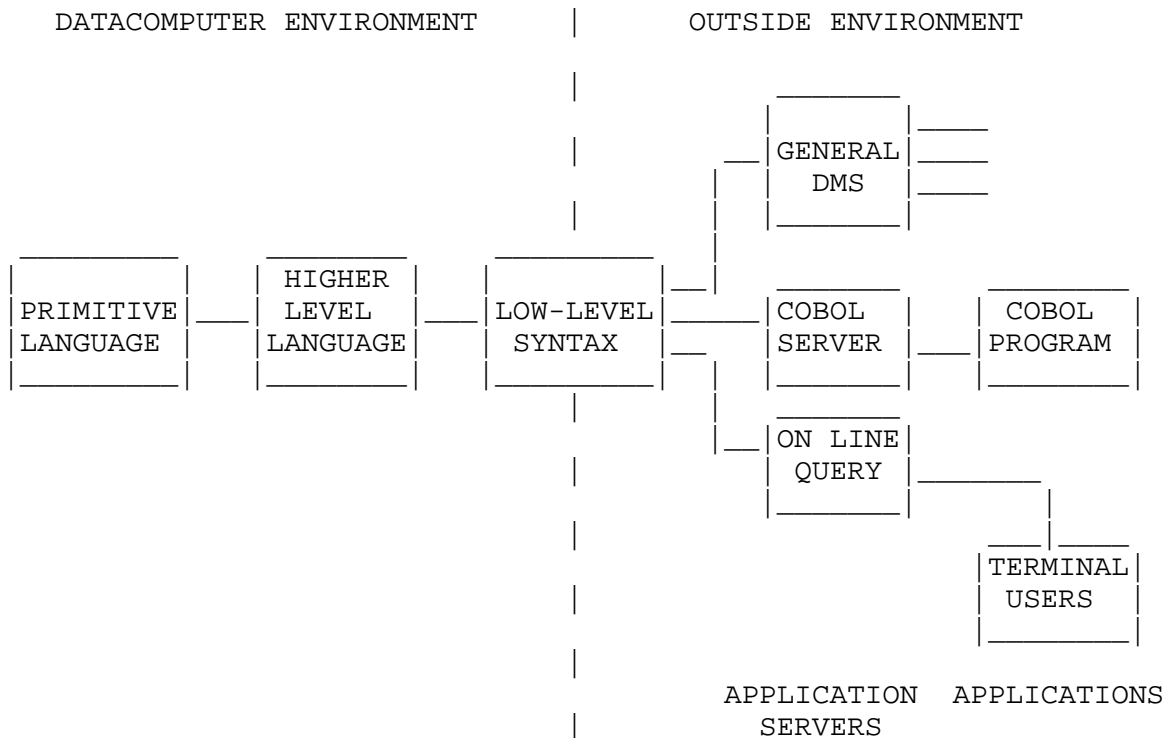 DATACOMPUTER ENVIRONMENT | OUTSIDE ENVIRONMENT
GENERAL
DMS
HIGHER
PRIMITIVE LEVEL LOW-LEVEL COBOL COBOL
LANGUAGE LANGUAGE SYNTAX SERVER PROGRAM
ON LINE
QUERY
TERMINAL
USERS
APPLICATION APPLICATIONS
SERVERS